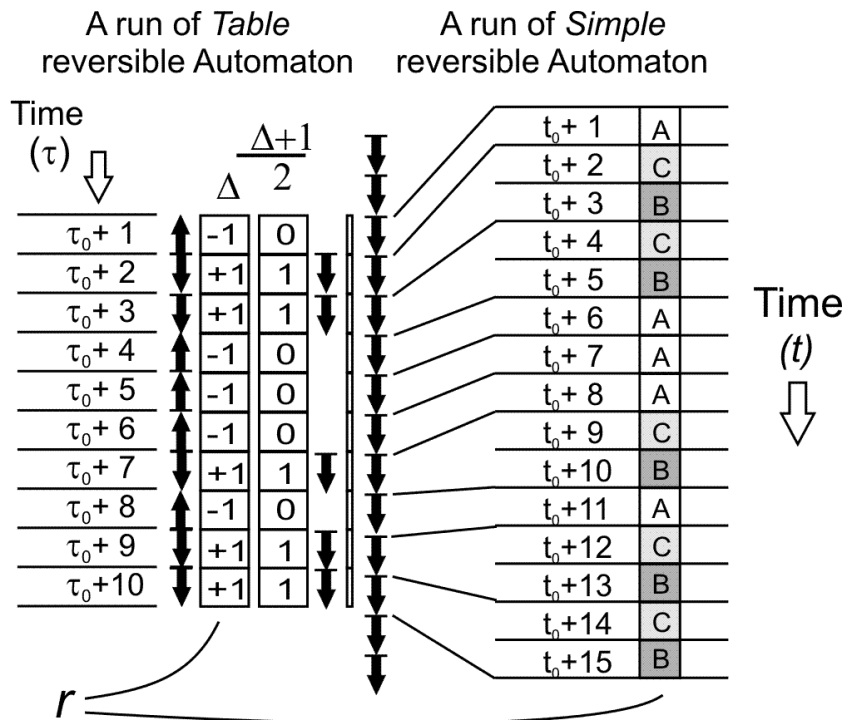 A run of Table
reversible Automaton
A run of Simple
reversible Automaton
Time
(τ)
Δ
Δ+1
2
τ₀+ 1 -1 0
τ₀+ 2 +1 1
τ₀+ 3 +1 1
τ₀+ 4 -1 0
τ₀+ 5 -1 0
τ₀+ 6 -1 0
τ₀+ 7 +1 1
τ₀+ 8 -1 0
τ₀+ 9 +1 1
τ₀+10 +1 1
t₀+ 1 A
t₀+ 2 C
t₀+ 3 B
t₀+ 4 C
t₀+ 5 B
t₀+ 6 A
t₀+ 7 A
t₀+ 8 A
t₀+ 9 C
t₀+10 B
t₀+11 A
t₀+12 C
t₀+13 B
t₀+14 C
t₀+15 B
Time
(t)
r